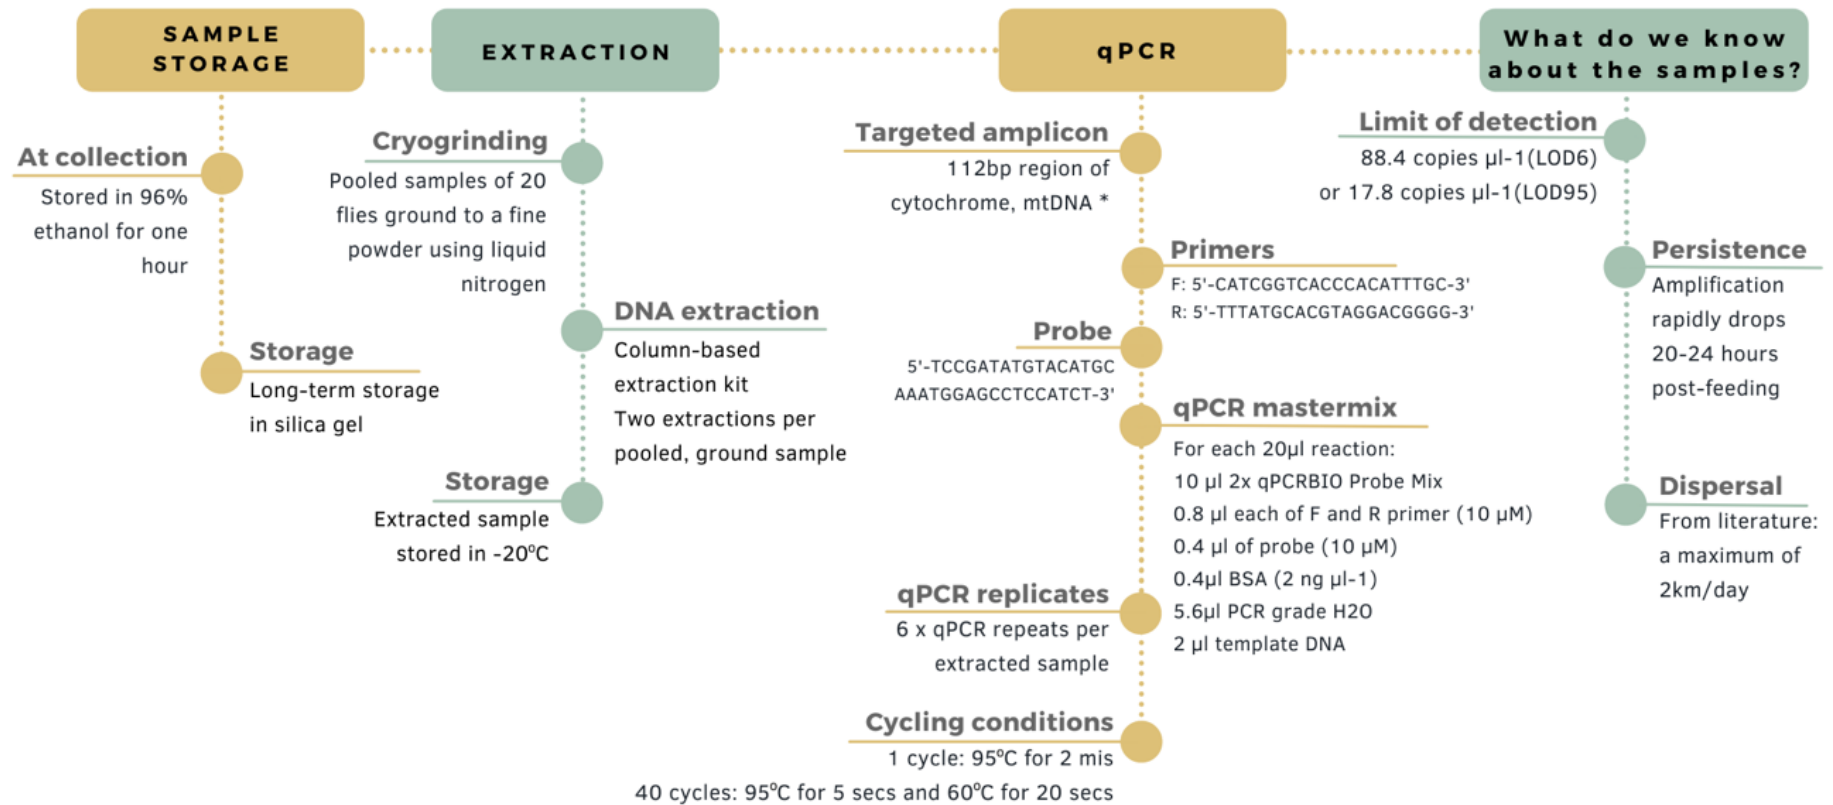 SAMPLE
STORAGE
At collection
Stored in 96%
ethanol for one
hour
Storage
Long-term storage
in silica gel
EXTRACTION
Cryogrinding
Pooled samples of 20
flies ground to a fine
powder using liquid
nitrogen
DNA extraction
Column-based
extraction kit
Two extractions per
pooled, ground sample
Storage
Extracted sample
stored in -20ºC
qPCR
Targeted amplicon
112bp region of
cytochrome, mtDNA *
Primers
F: 5'-CATCGGTCACCCACATTTGC-3'
R: 5'-TTTATGCACGTAGGACGGGG-3'
Probe
5'-TCCGATATGTACATGC
AAATGGAGCCTCCATCT-3'
qPCR mastermix
For each 20µl reaction:
10 µl 2x qPCRBIO Probe Mix
0.8 µl each of F and R primer (10 µM)
0.4 µl of probe (10 µM)
0.4µl BSA (2 ng µl-1)
5.6µl PCR grade H2O
2 µl template DNA
qPCR replicates
6 x qPCR repeats per
extracted sample
Cycling conditions
1 cycle: 95ºC for 2 mis
40 cycles: 95ºC for 5 secs and 60ºC for 20 secs
What do we know
about the samples?
Limit of detection
88.4 copies µl-1(LOD6)
or 17.8 copies µl-1(LOD95)
Persistence
Amplification
rapidly drops
20-24 hours
post-feeding
Dispersal
From literature:
a maximum of
2km/day